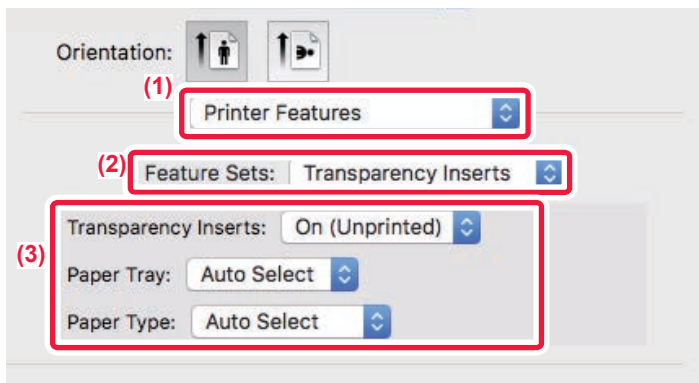 Orientation:
(1)
Printer Features
(2)
Feature Sets: Transparency Inserts
(3)
Transparency Inserts: On (Unprinted)
Paper Tray: Auto Select
Paper Type: Auto Select